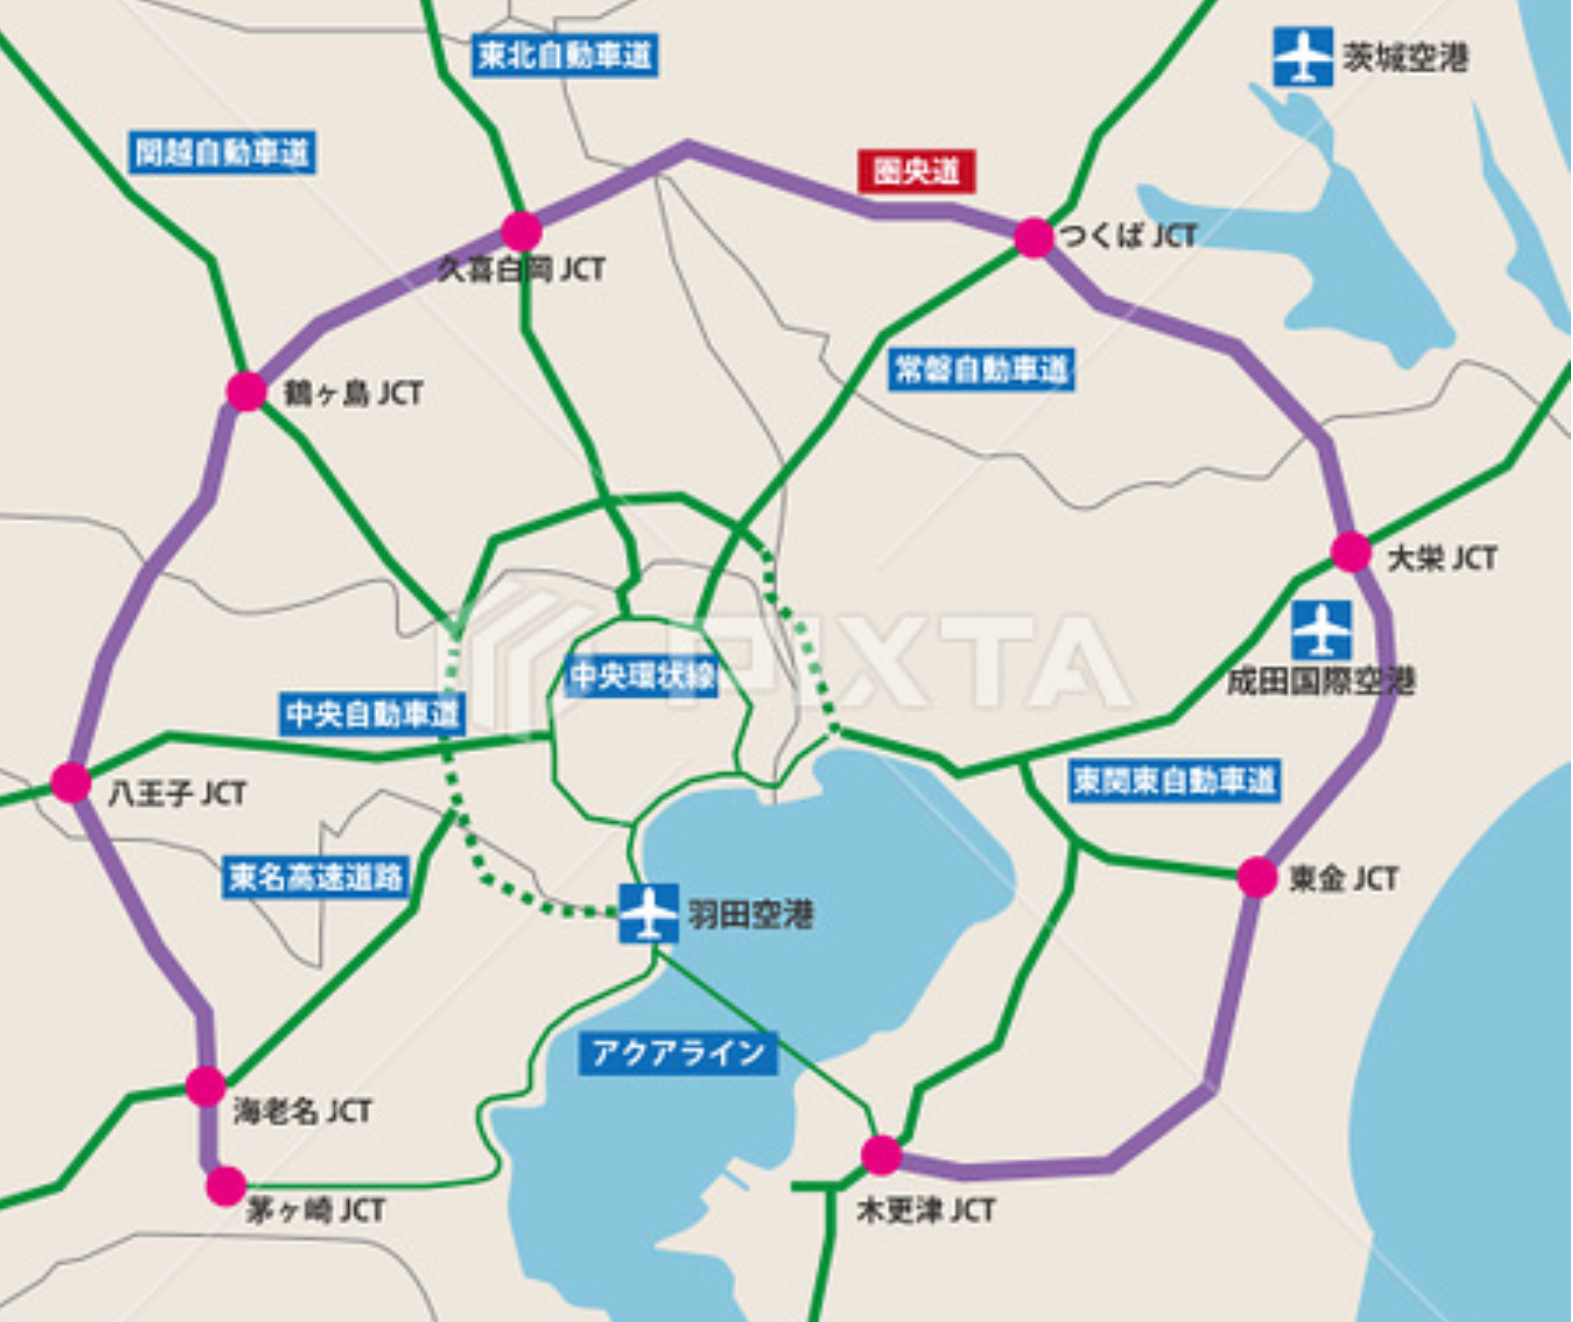 東北自動車道
茨城空港
関越自動車道
圏央道
つくば JCT
久喜白岡 JCT
常磐自動車道
鶴ヶ島 JCT
大栄 JCT
成田国際空港
中央環状線
PIXTA
中央自動車道
東関東自動車道
八王子 JCT
東名高速道路
東金 JCT
羽田空港
アクアライン
海老名 JCT
茅ヶ崎 JCT
木更津 JCT